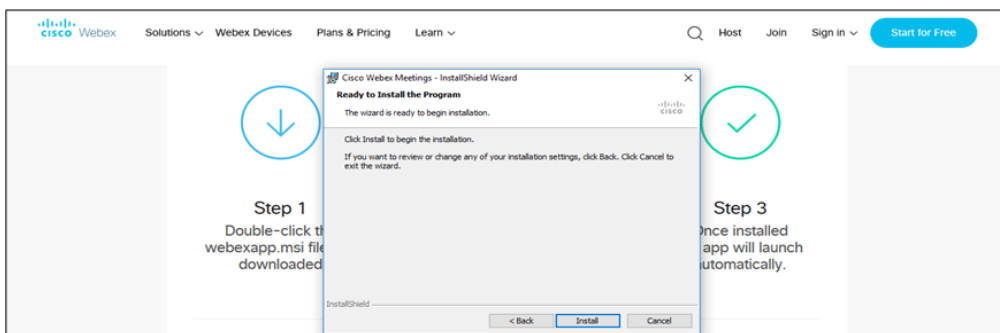 cisco Webex Solutions Webex Devices Plans & Pricing Learn Host Join Sign in Start for Free
Cisco Webex Meetings - InstallShield Wizard
Ready to Install the Program
The wizard is ready to begin installation.
cisco
Click Install to begin the installation.
If you want to review or change any of your installation settings, click Back. Click Cancel to
exit the wizard.
InstallShield
< Back Install Cancel
Step 1
Double-click th
webexapp.msi file
downloaded
Step 3
Once installed
app will launch
automatically.